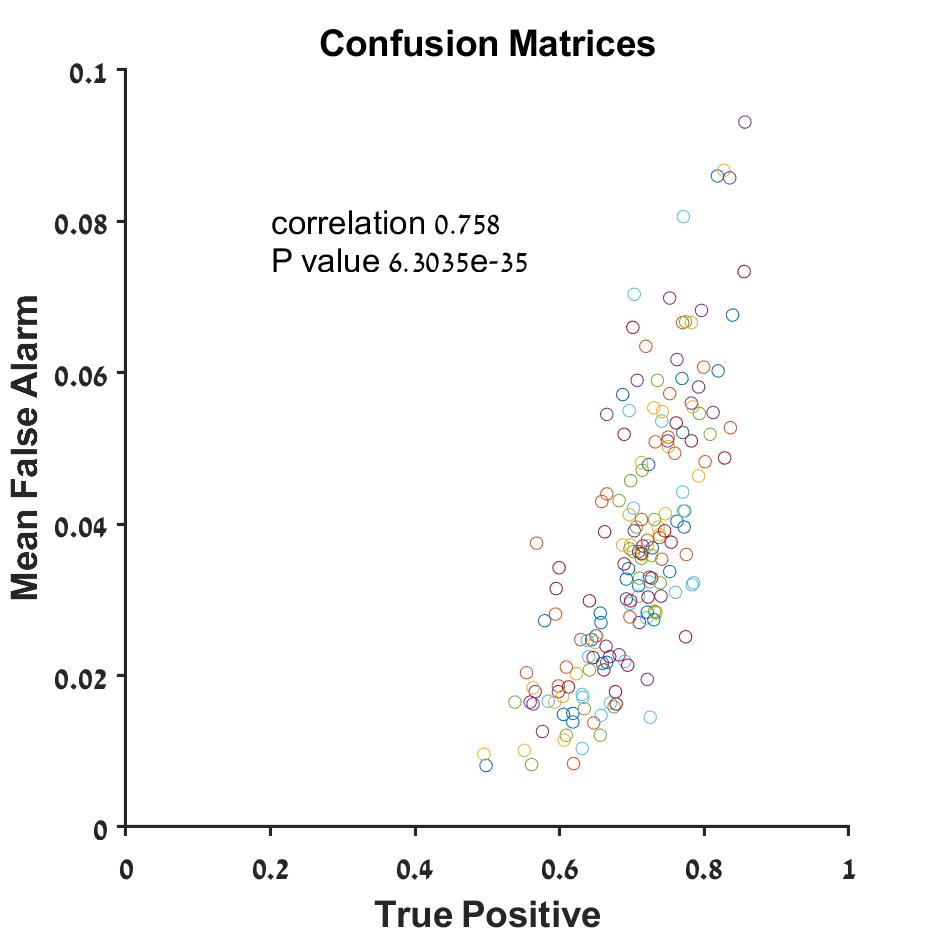 Confusion Matrices
0.1
correlation 0.758
0.08
P value 6.3035e-35
0.06
Mean False Alarm
0.04
0.02
0
0 0.2 0.4 0.6 0.8 1
True Positive